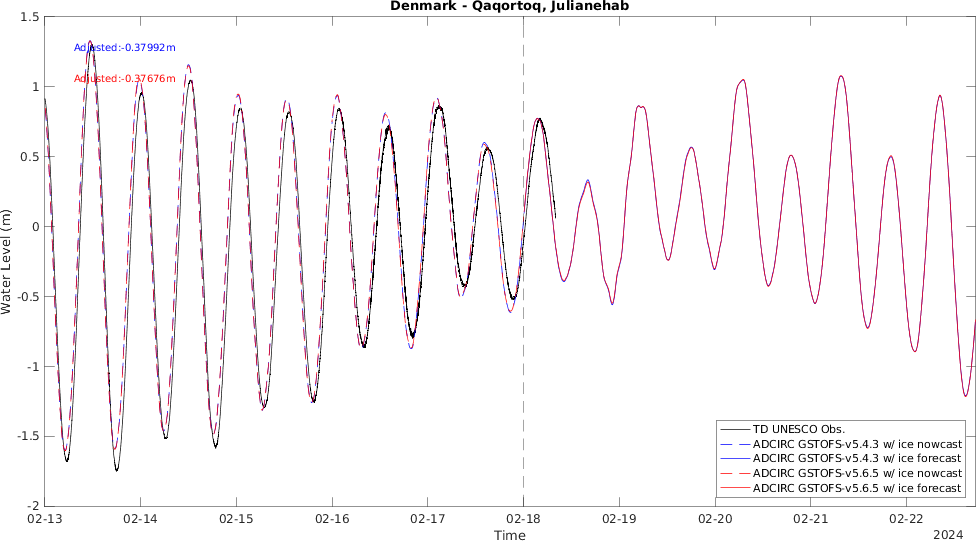 Denmark - Qaqortoq, Julianehab
Adjusted:-0.37992m
Adjusted:-0.37676m
Water Level (m)
1.5
1
0.5
0
-0.5
-1
-1.5
-2
TD UNESCO Obs.
ADCIRC GSTOFS-v5.4.3 w/ ice nowcast
ADCIRC GSTOFS-v5.4.3 w/ ice forecast
ADCIRC GSTOFS-v5.6.5 w/ ice nowcast
ADCIRC GSTOFS-v5.6.5 w/ ice forecast
02-13 02-14 02-15 02-16 02-17 02-18 02-19 02-20 02-21 02-22
Time
2024